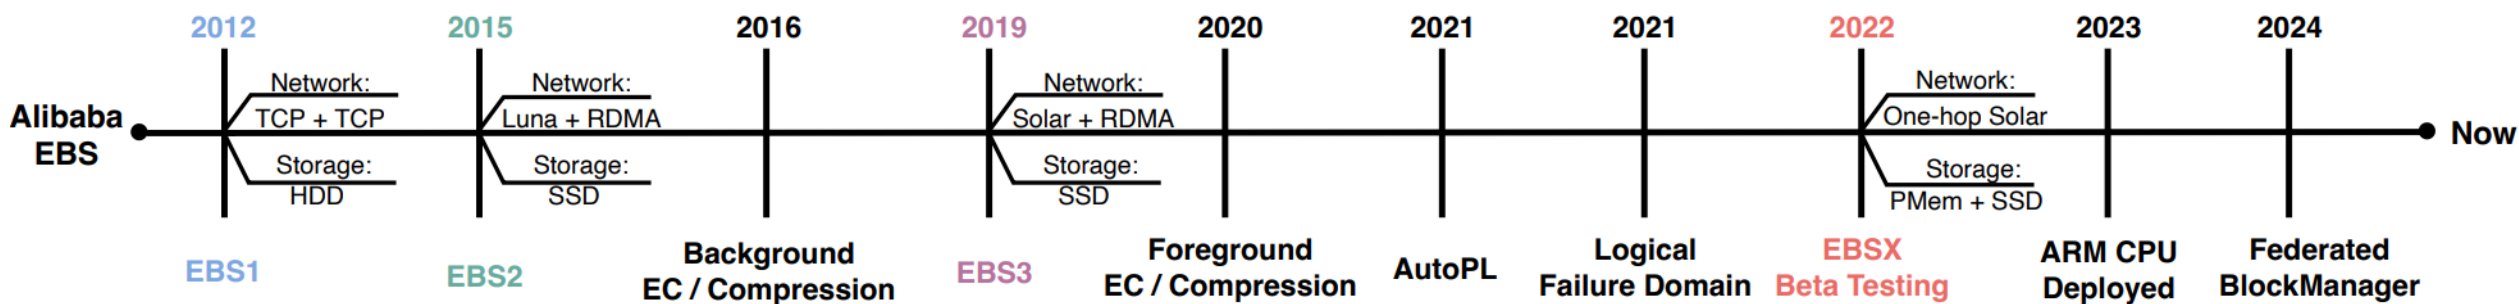 Alibaba
EBS
2012
Network:
TCP + TCP
Storage:
HDD
EBS1
2015
Network:
Luna + RDMA
Storage:
SSD
EBS2
2016
Background
EC / Compression
2019
Network:
Solar + RDMA
Storage:
SSD
EBS3
2020
Foreground
EC / Compression
2021
AutoPL
2021
Logical
Failure Domain
2022
Network:
One-hop Solar
Storage:
PMem + SSD
EBSX
Beta Testing
2023
ARM CPU
Deployed
2024
Federated
BlockManager
Now